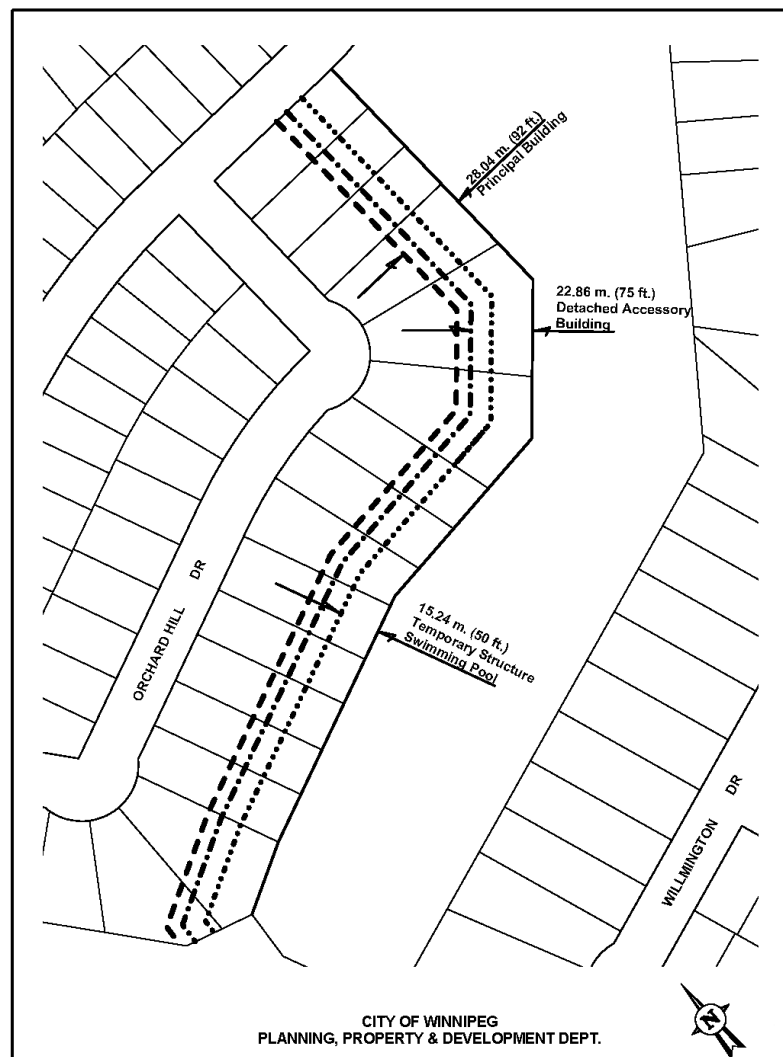 28.04 m. (92 ft.)
Principal Building
22.86 m. (75 ft.)
Detached Accessory
Building
15.24 m. (50 ft.)
Temporary Structure
Swimming Pool
ORCHARD HILL DR
WILLMINGTON DR
N
CITY OF WINNIPEG
PLANNING, PROPERTY & DEVELOPMENT DEPT.